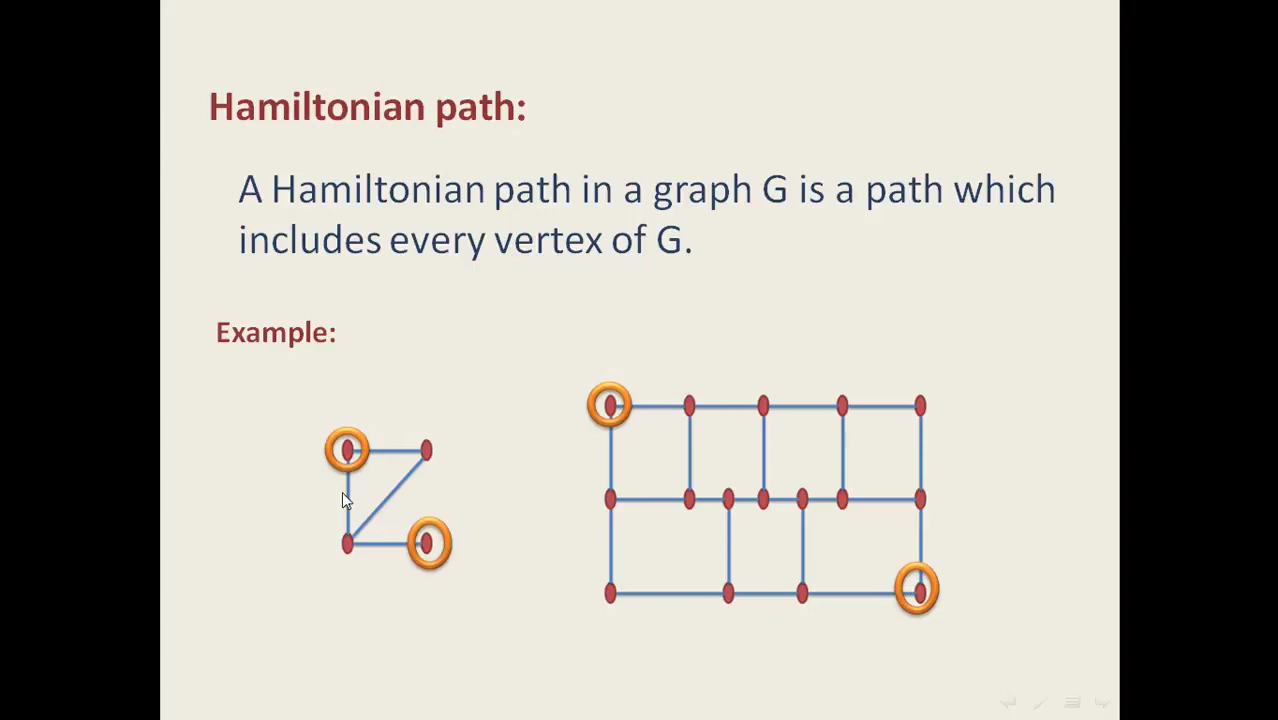 Hamiltonian path:
A Hamiltonian path in a graph G is a path which
includes every vertex of G.
Example: